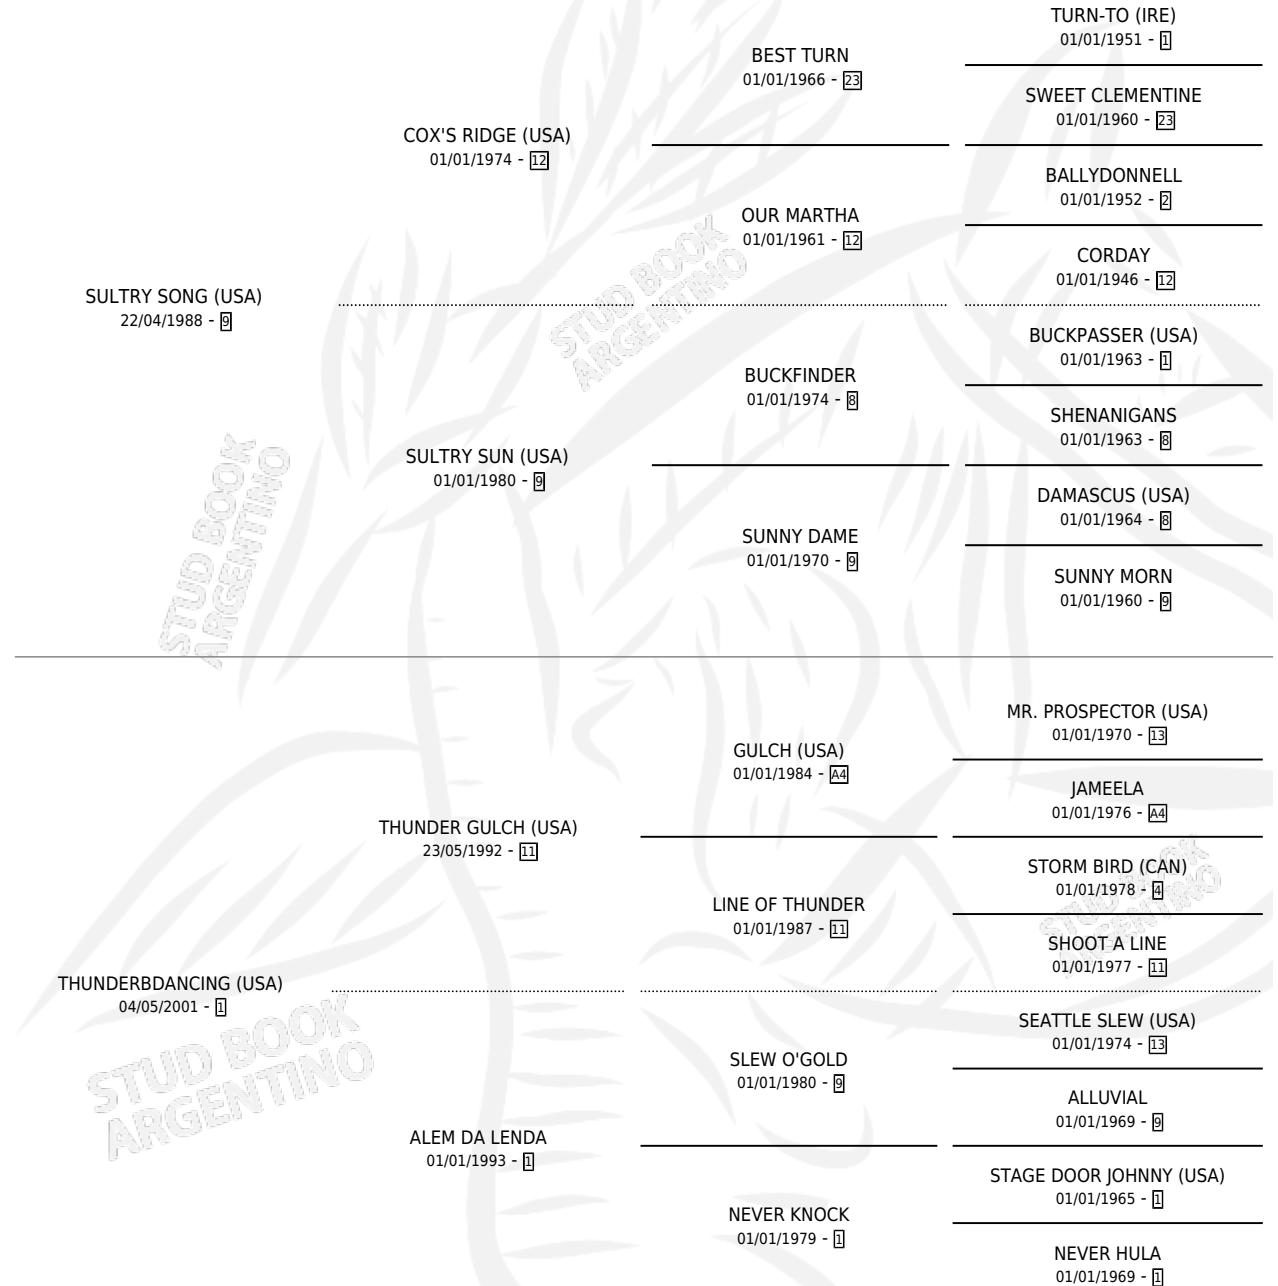 TURN-TO (IRE)
01/01/1951 - 1
BEST TURN
01/01/1966 - 23
SWEET CLEMENTINE
01/01/1960 - 23
COX'S RIDGE (USA)
01/01/1974 - 12
BALLYDONNELL
01/01/1952 - 2
OUR MARTHA
01/01/1961 - 12
CORDAY
01/01/1946 - 12
SULTRY SONG (USA)
22/04/1988 - 9
STUD BOOK
ARGENTINO
BUCKPASSER (USA)
01/01/1963 - 1
BUCKFINDER
01/01/1974 - 8
SHENANIGANS
01/01/1963 - 8
SULTRY SUN (USA)
01/01/1980 - 9
DAMASCUS (USA)
01/01/1964 - 8
SUNNY DAME
01/01/1970 - 9
SUNNY MORN
01/01/1960 - 9
STUD BOOK
ARGENTINO
MR. PROSPECTOR (USA)
01/01/1970 - 13
GULCH (USA)
01/01/1984 - A4
JAMEELA
01/01/1976 - A4
THUNDER GULCH (USA)
23/05/1992 - 11
STORM BIRD (CAN)
01/01/1978 - 4
LINE OF THUNDER
01/01/1987 - 11
STUD BOOK
ARGENTINO
SHOOT A LINE
01/01/1977 - 11
THUNDERBDANCING (USA)
04/05/2001 - 1
SEATTLE SLEW (USA)
01/01/1974 - 13
SLEW O'GOLD
01/01/1980 - 9
ALLUVIAL
01/01/1969 - 9
STUD BOOK
ARGENTINO
ALEM DA LENDA
01/01/1993 - 1
STAGE DOOR JOHNNY (USA)
01/01/1965 - 1
NEVER KNOCK
01/01/1979 - 1
NEVER HULA
01/01/1969 - 1